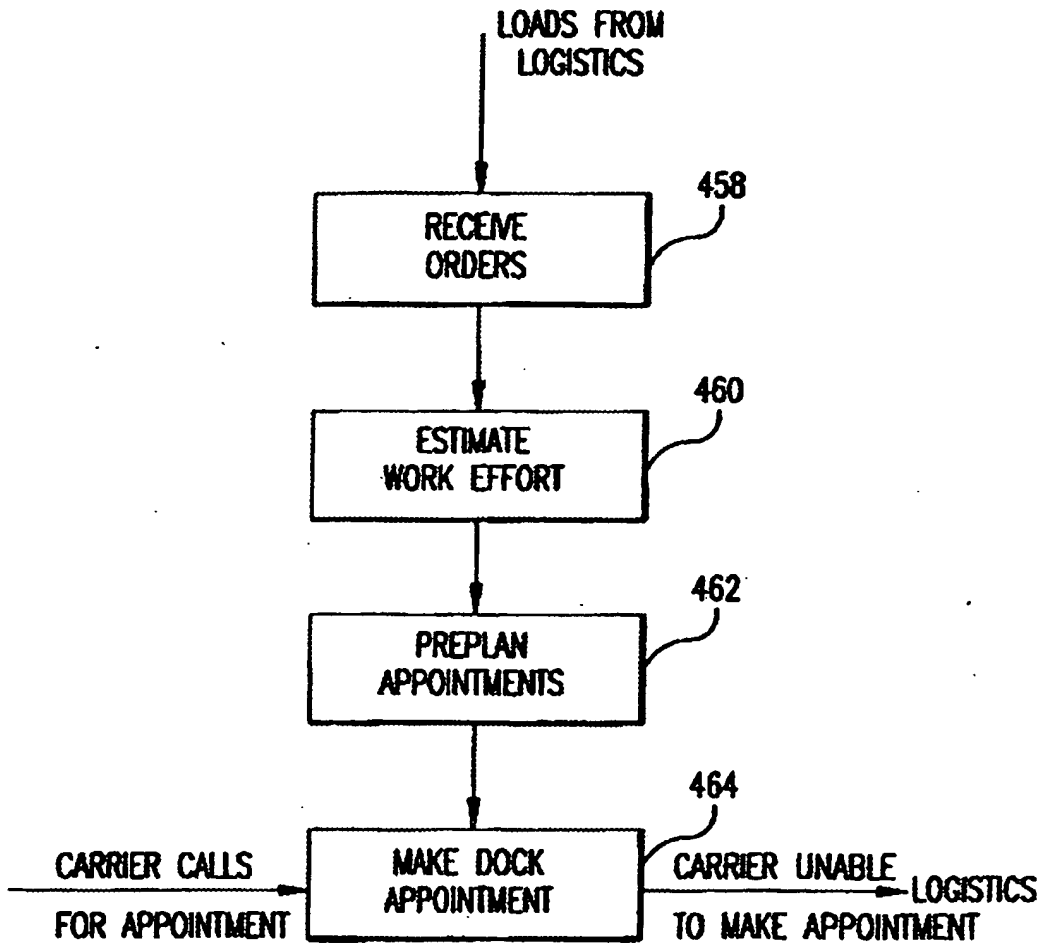 LOADS FROM
LOGISTICS
458
RECEIVE
ORDERS
460
ESTIMATE
WORK EFFORT
462
PREPLAN
APPOINTMENTS
464
CARRIER CALLS
FOR APPOINTMENT
MAKE DOCK
APPOINTMENT
CARRIER UNABLE
TO MAKE APPOINTMENT
LOGISTICS